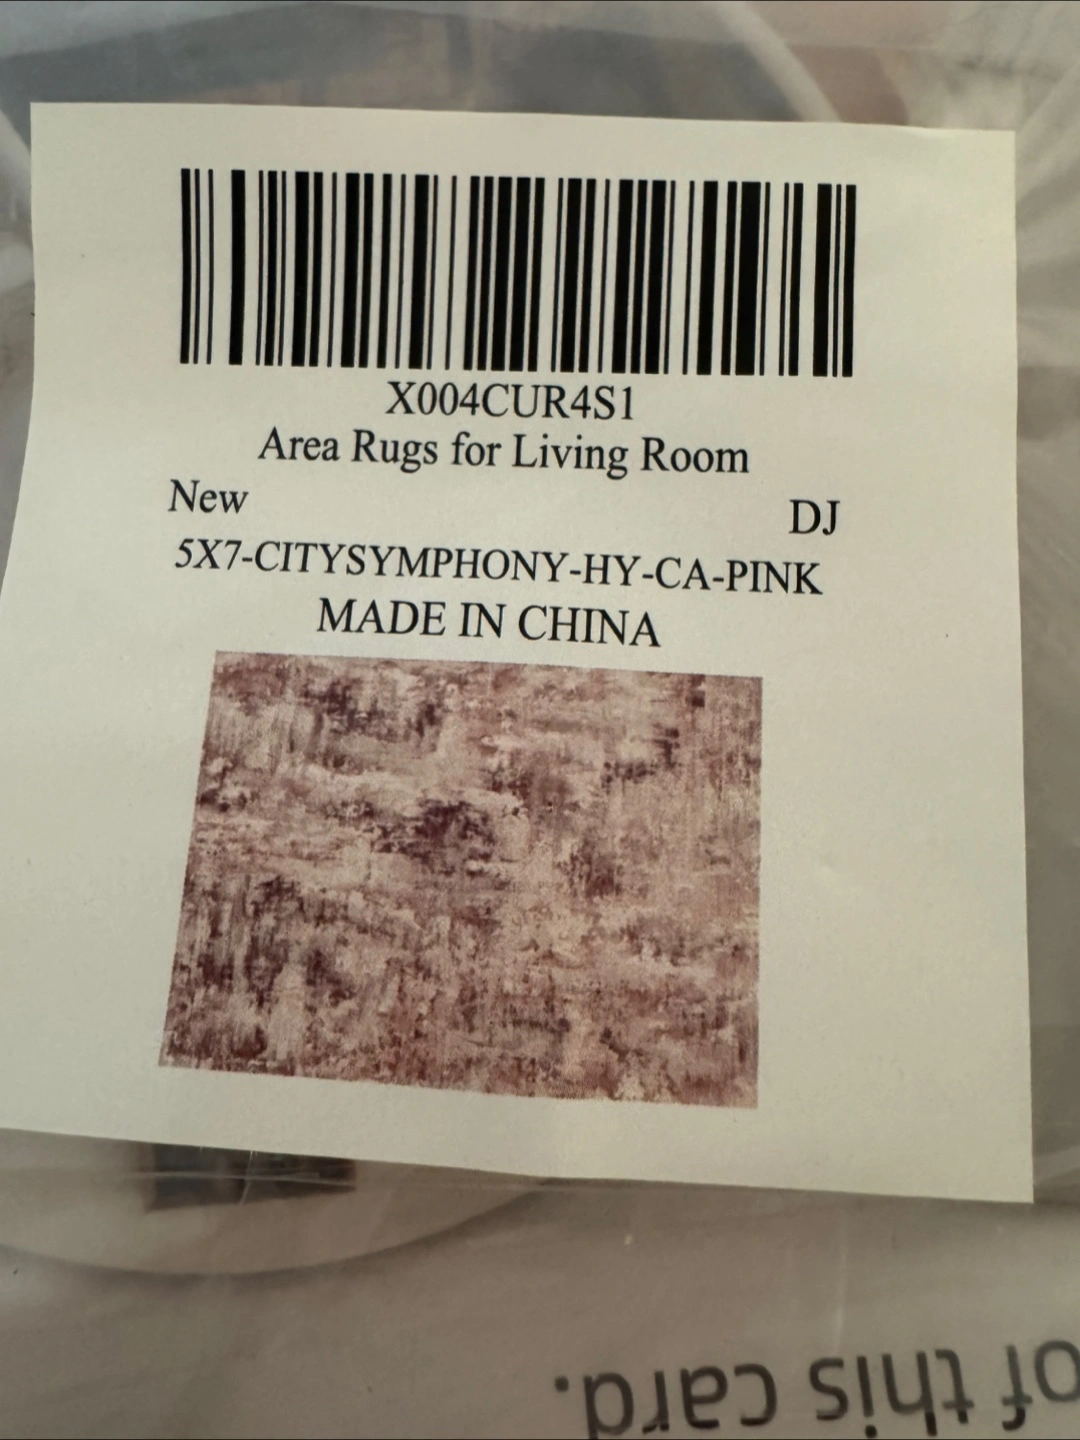 X004CUR4S1
Area Rugs for Living Room
New DJ
5X7-CITYSYMPHONY-HY-CA-PINK
MADE IN CHINA
of this card.